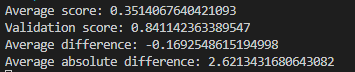 Average score: 0.3514067640421093
Validation score: 0.841142363389547
Average difference: -0.1692548615194998
Average absolute difference: 2.6213431680643082